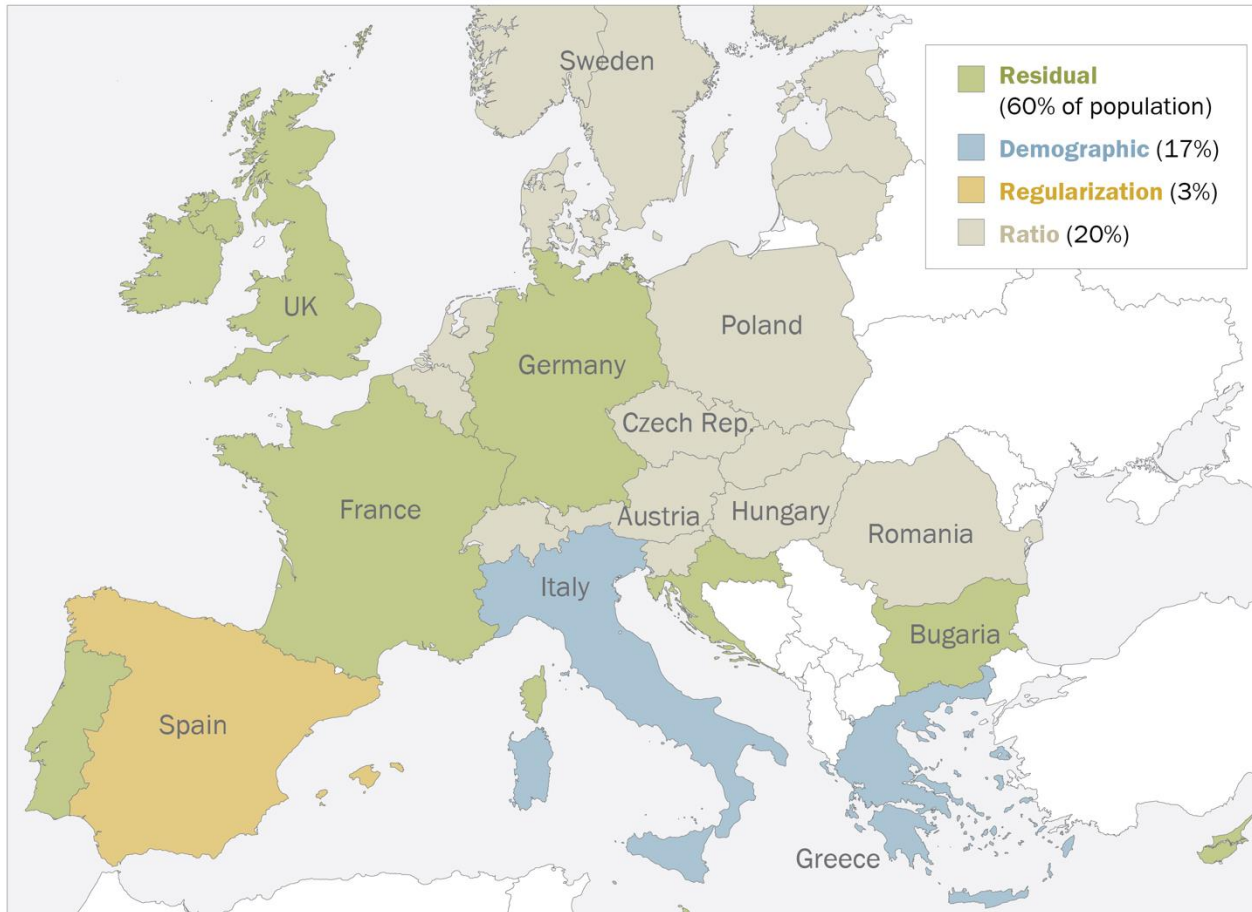 Sweden
Residual
(60% of population)
Demographic (17%)
Regularization (3%)
Ratio (20%)
UK
Poland
Germany
Czech Rep.
France
Austria
Hungary
Romania
Italy
Bugaria
Spain
Greece